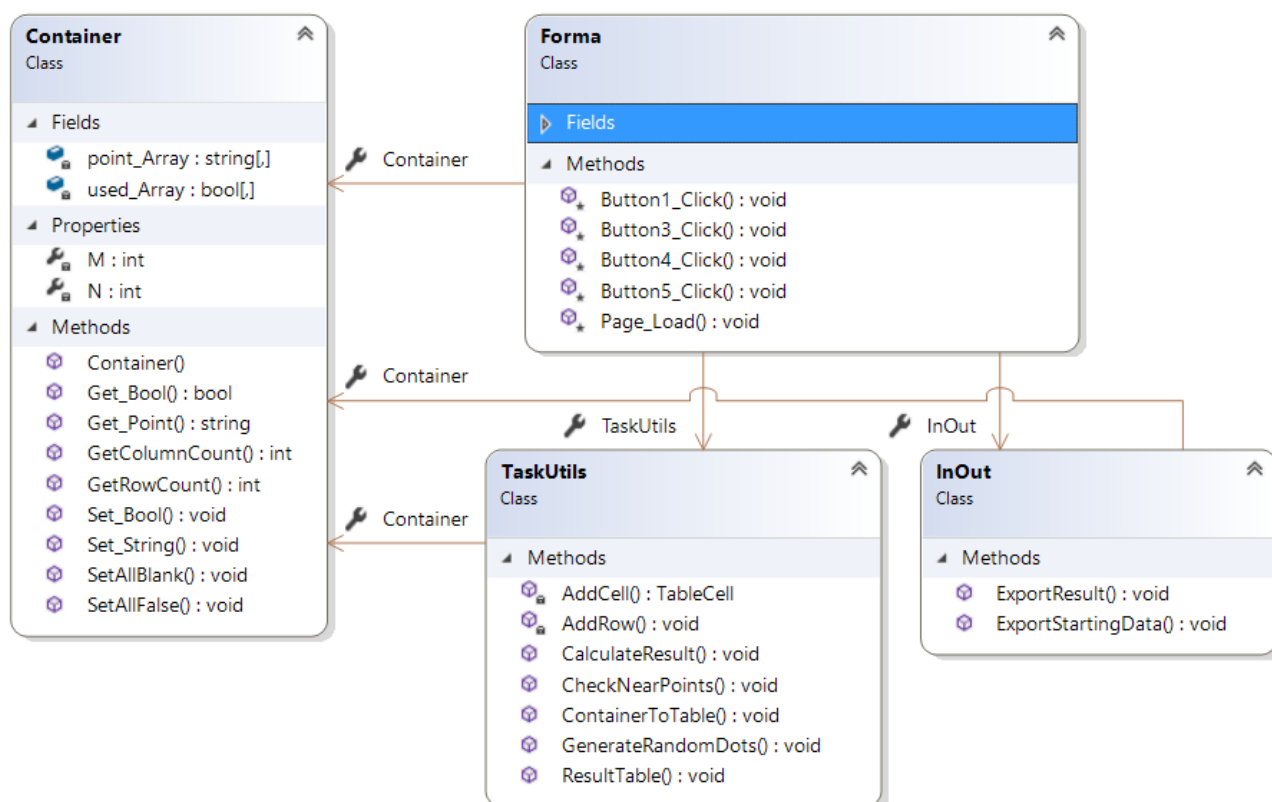 Container
Class
Fields
point_Array : string[,]
used_Array : bool[,]
Properties
M : int
N : int
Methods
Container()
Get_Bool() : bool
Get_Point() : string
GetColumnCount() : int
GetRowCount() : int
Set_Bool() : void
Set_String() : void
SetAllBlank() : void
SetAllFalse() : void
Container
Container
Container
Forma
Class
Fields
Methods
Button1_Click() : void
Button3_Click() : void
Button4_Click() : void
Button5_Click() : void
Page_Load() : void
TaskUtils
InOut
TaskUtils
Class
Methods
AddCell() : TableCell
AddRow() : void
CalculateResult() : void
CheckNearPoints() : void
ContainerToTable() : void
GenerateRandomDots() : void
ResultTable() : void
InOut
Class
Methods
ExportResult() : void
ExportStartingData() : void